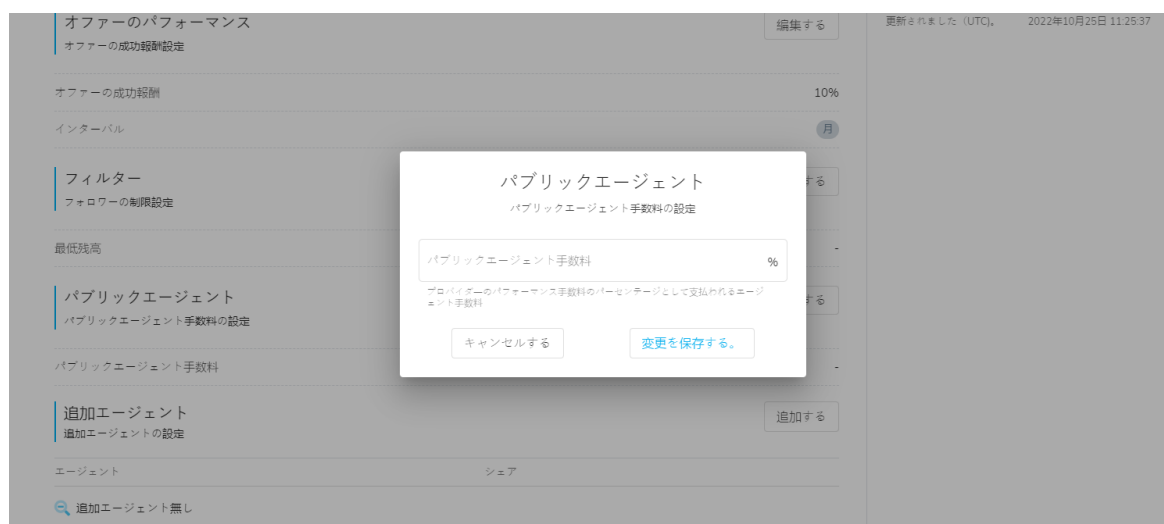 オファーのパフォーマンス
編集する
更新されました（UTC)。 2022年10月25日 11:25:37
オファーの成功報酬設定
オファーの成功報酬 10%
インターバル 月
フィルター
する
フォロワーの制限設定
最低残高 -
パブリックエージェント
する
パブリックエージェント手数料の設定
パブリックエージェント手数料 -
追加エージェント
追加する
追加エージェントの設定
エージェント シェア
追加エージェント無し
パブリックエージェント
パブリックエージェント手数料の設定
パブリックエージェント手数料 %
プロバイダーのパフォーマンス手数料のパーセンテージとして支払われるエージ
ェント手数料
キャンセルする 変更を保存する。